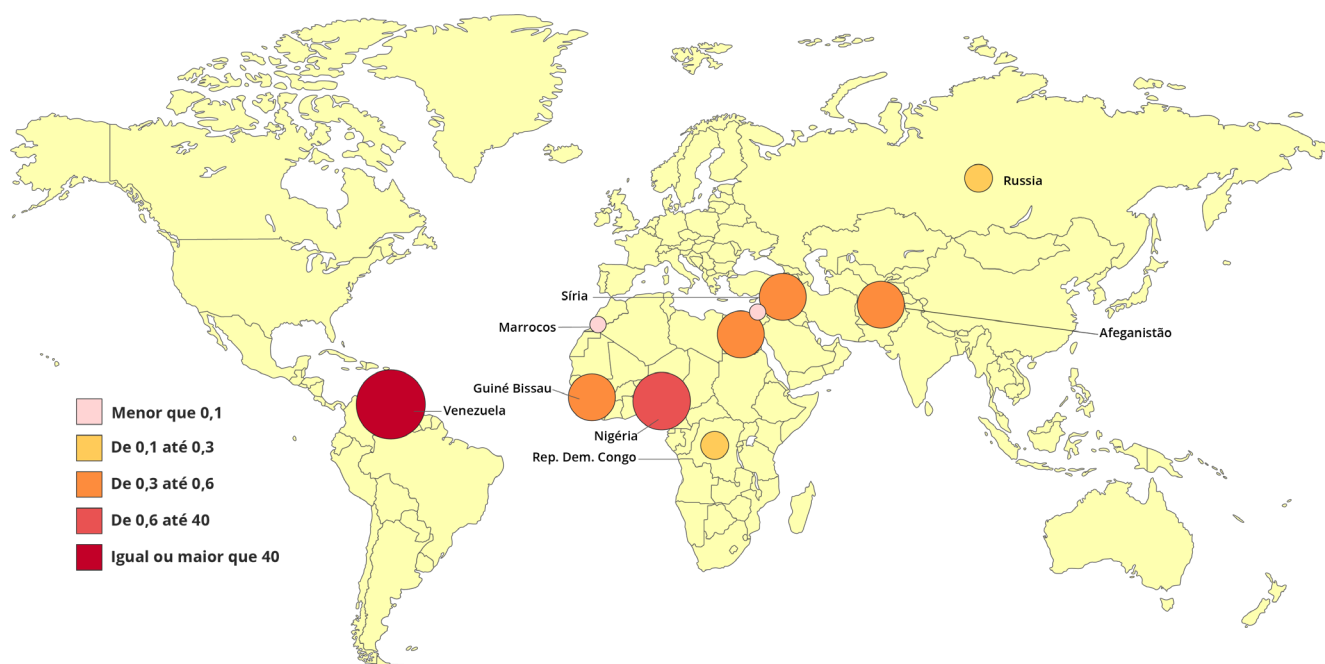 Russia
Síria
Marrocos
Afeganistão
Guiné Bissau
Venezuela
Nigéria
Rep. Dem. Congo
Menor que 0,1
De 0,1 até 0,3
De 0,3 até 0,6
De 0,6 até 40
Igual ou maior que 40